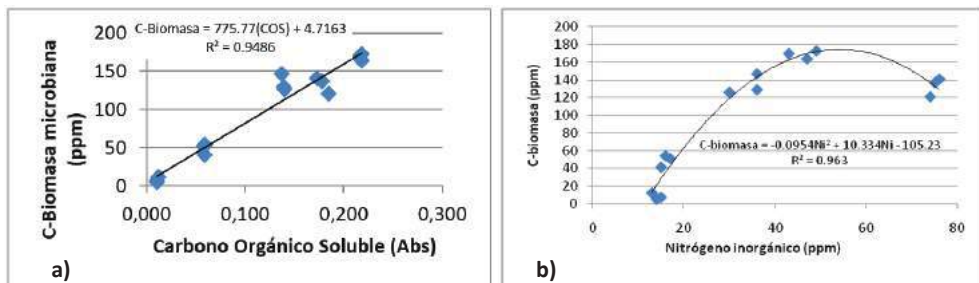 C-Biomasa = 775.77(COS) + 4.7163
R² = 0.9486
C-Biomasa microbiana
(ppm)
200
150
100
50
0
0,000 0,100 0,200 0,300
Carbono Orgánico Soluble (Abs)
a)
C-biomasa (ppm)
200
180
160
140
120
100
80
60
40
20
0
C-biomasa = -0.0954Ni² + 10.334Ni - 105.23
R² = 0.963
0 20 40 60 80
Nitrógeno inorgánico (ppm)
b)